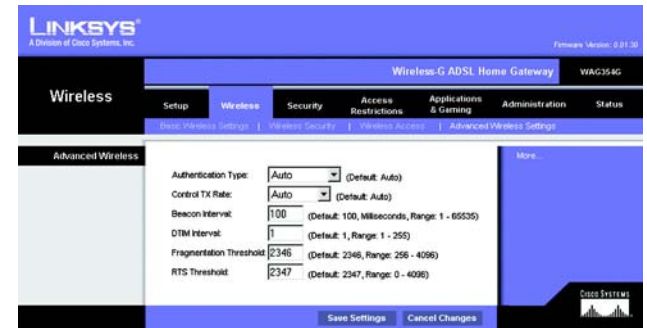 LINKSYS®
A Division of Cisco Systems, Inc.
Firmware Version: 0.01.30
Wireless-G ADSL Home Gateway WAG354G
Wireless
Setup Wireless Security Access Restrictions Applications & Gaming Administration Status
Basic Wireless Settings | Wireless Security | Wireless Access | Advanced Wireless Settings
Advanced Wireless
More...
Authentication Type: Auto (Default: Auto)
Control TX Rate: Auto (Default: Auto)
Beacon Interval: 100 (Default: 100, Milliseconds, Range: 1 - 65535)
DTIM Interval: 1 (Default: 1, Range: 1 - 255)
Fragmentation Threshold: 2346 (Default: 2346, Range: 256 - 4096)
RTS Threshold: 2347 (Default: 2347, Range: 0 - 4096)
Save Settings Cancel Changes
CISCO SYSTEMS